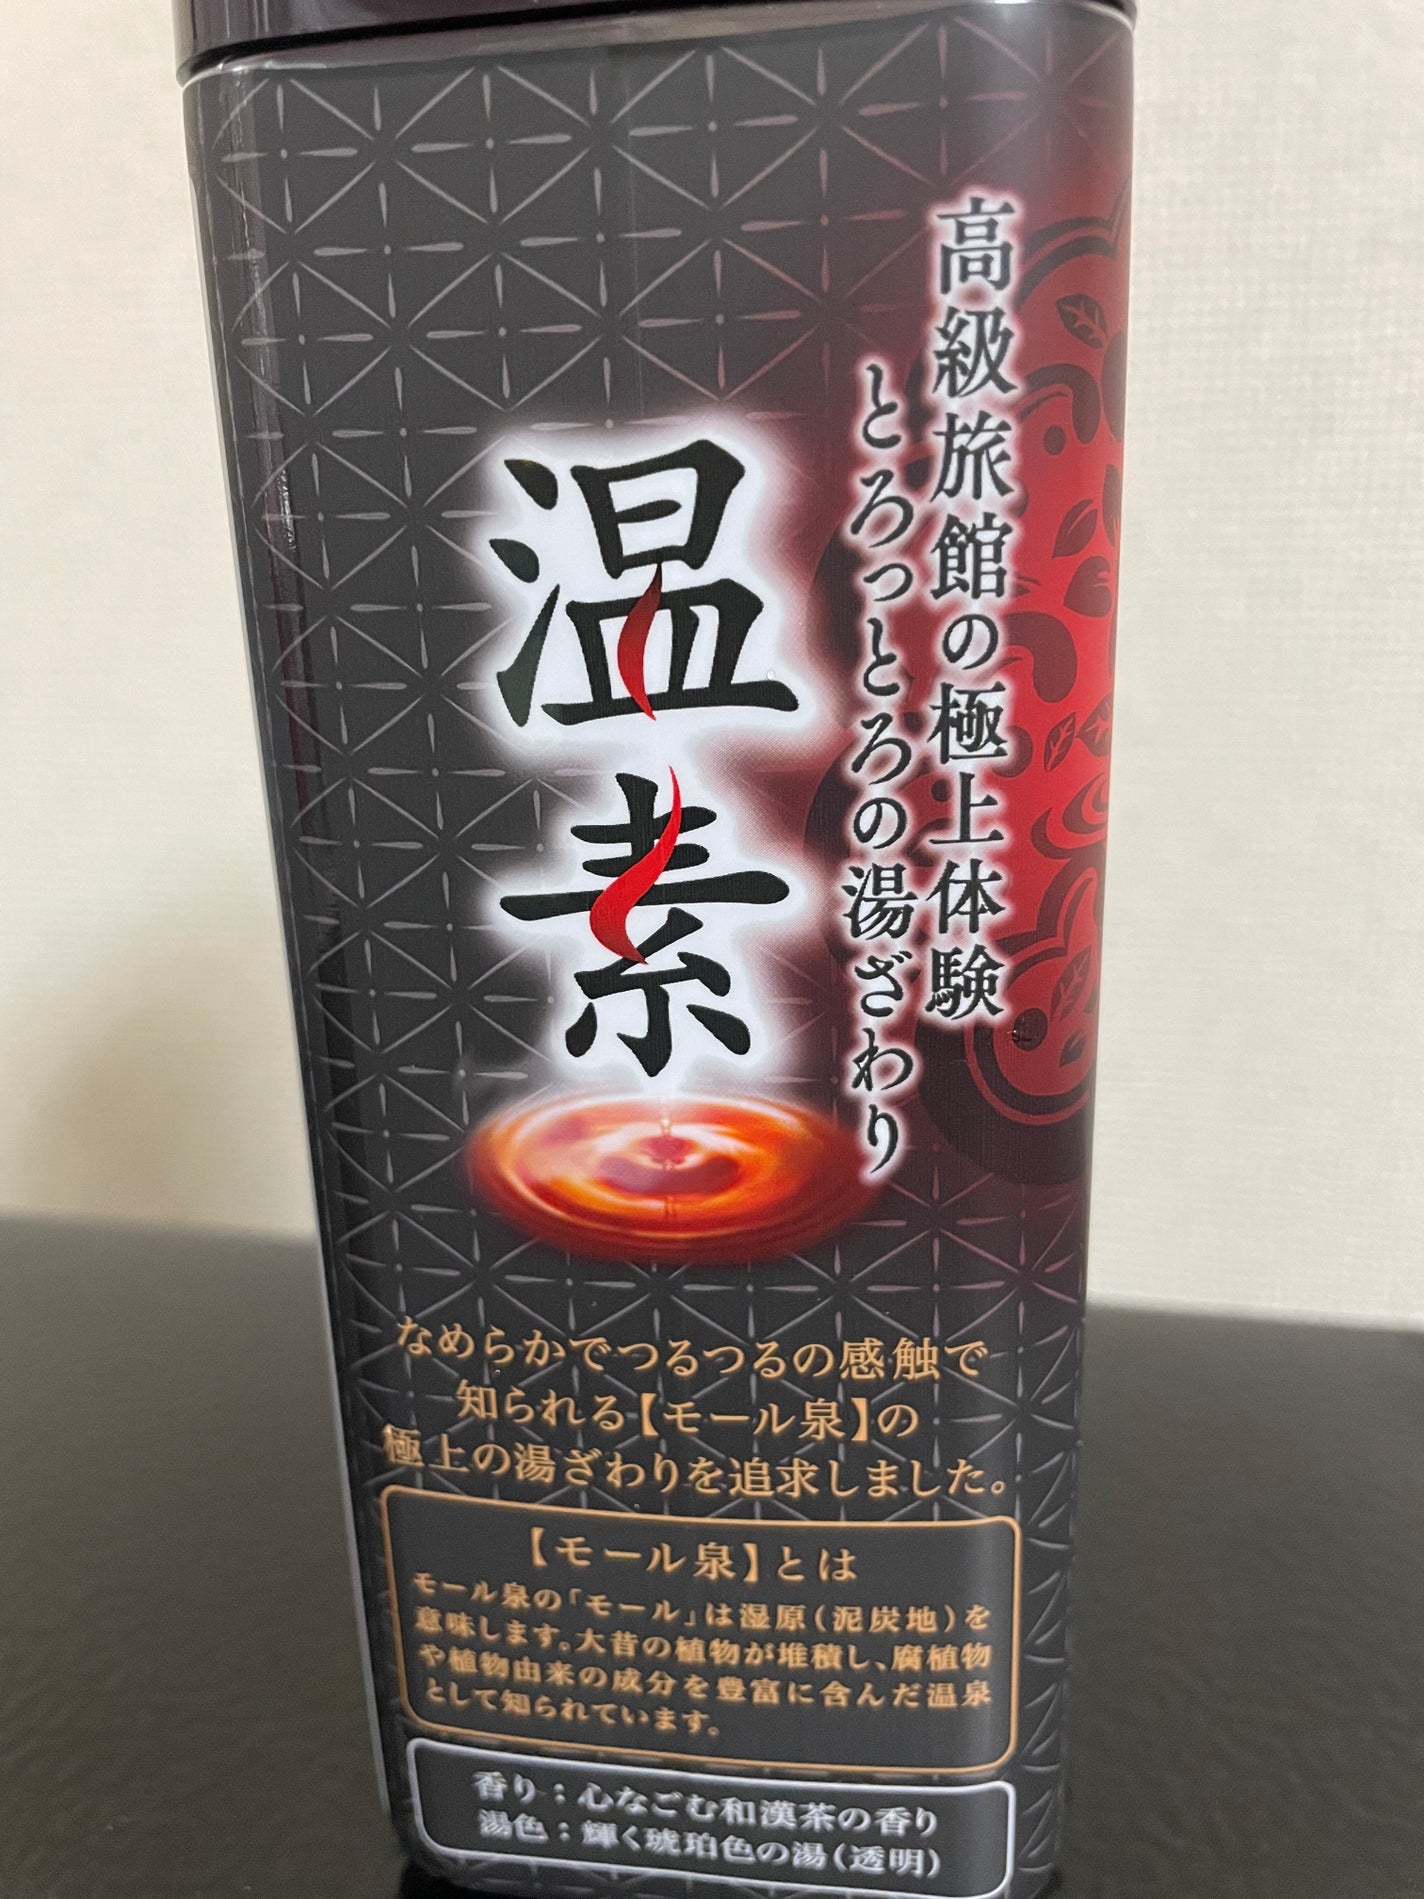 高級旅館の極上体験
とろっとろの湯ざわり
温素
なめらかでつるつるの感触で
知られる【モール泉】の
極上の湯ざわりを追求しました。
【モール泉】とは
モール泉の「モール」は湿原（泥炭地）を
意味します。大昔の植物が堆積し、腐植物
や植物由来の成分を豊富に含んだ温泉
として知られています。
香り：心なごむ和漢茶の香り
湯色：輝く琥珀色の湯（透明）